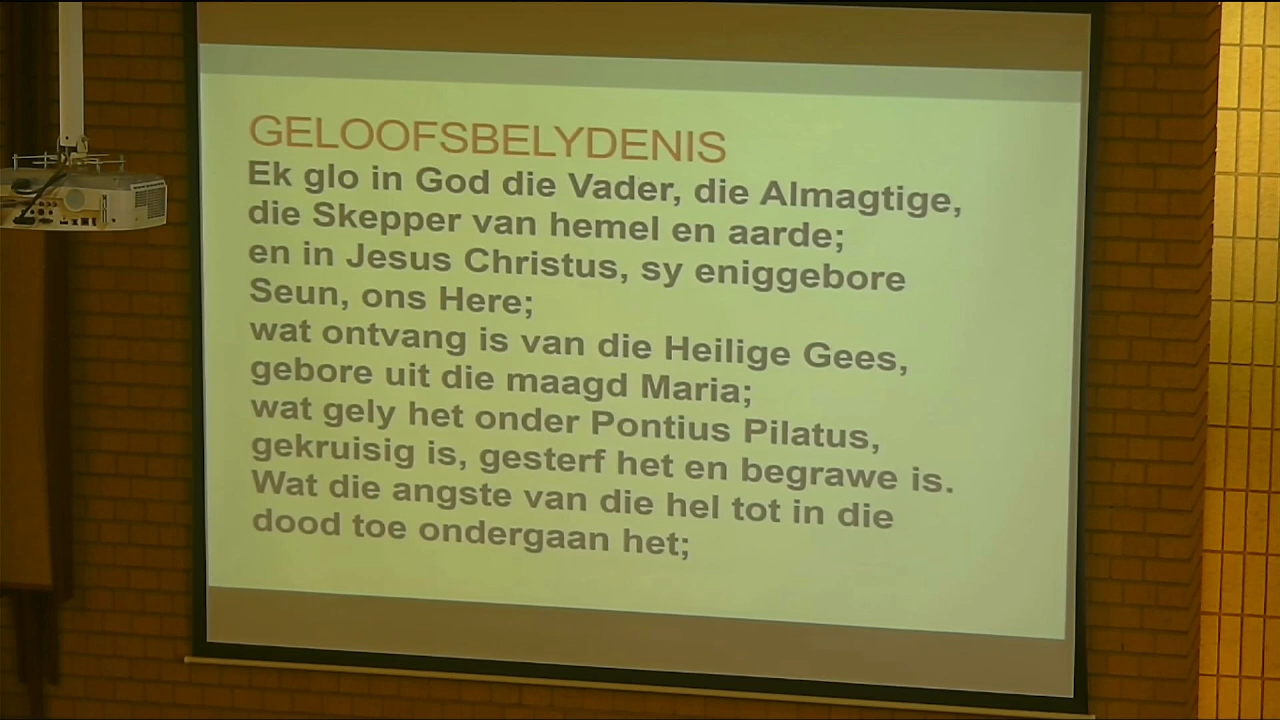 GELOOFSBELYDENIS
Ek glo in God die Vader, die Almagtige,
die Skepper van hemel en aarde;
en in Jesus Christus, sy eniggebore
Seun, ons Here;
wat ontvang is van die Heilige Gees,
gebore uit die maagd Maria;
wat gely het onder Pontius Pilatus,
gekruisig is, gesterf het en begrawe is.
Wat die angste van die hel tot in die
dood toe ondergaan het;